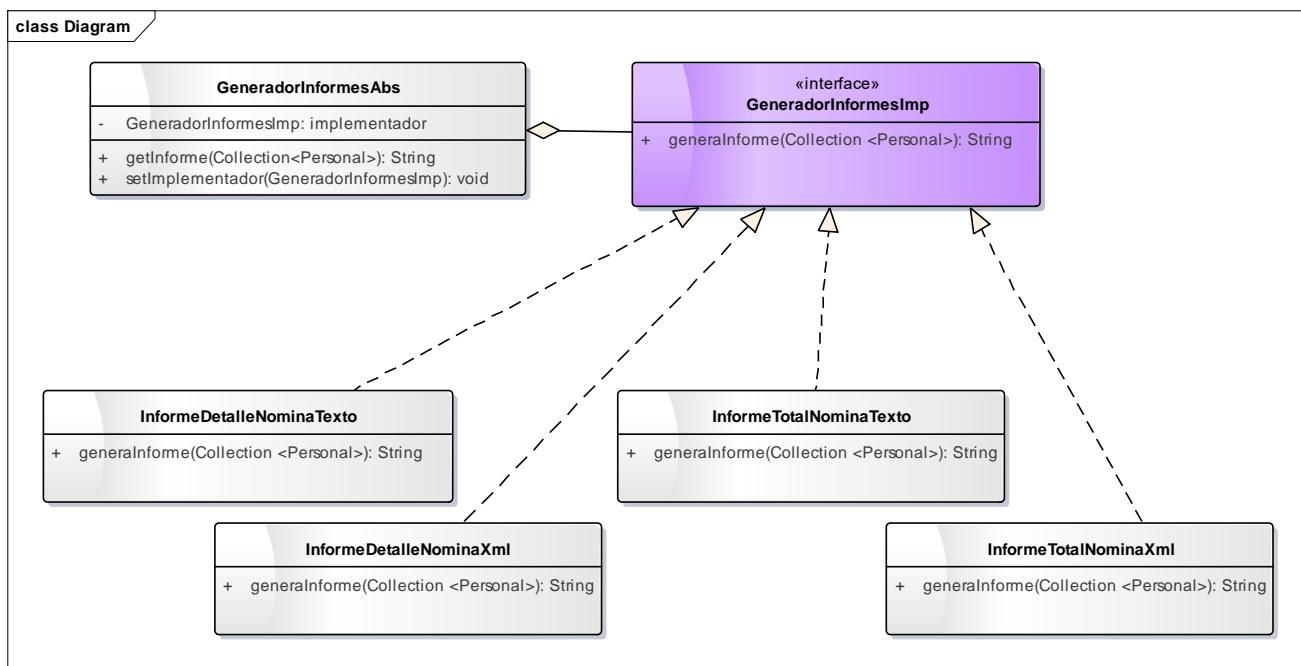 class Diagram
GeneradorInformesAbs
- GeneradorInformesImp: implementador
+ getInforme(Collection<Personal>): String
+ setImplementador(GeneradorInformesImp): void
«interface»
GeneradorInformesImp
+ generaInforme(Collection <Personal>): String
InformeDetalleNominaTexto
+ generaInforme(Collection <Personal>): String
InformeTotalNominaTexto
+ generaInforme(Collection <Personal>): String
InformeDetalleNominaXml
+ generaInforme(Collection <Personal>): String
InformeTotalNominaXml
+ generaInforme(Collection <Personal>): String